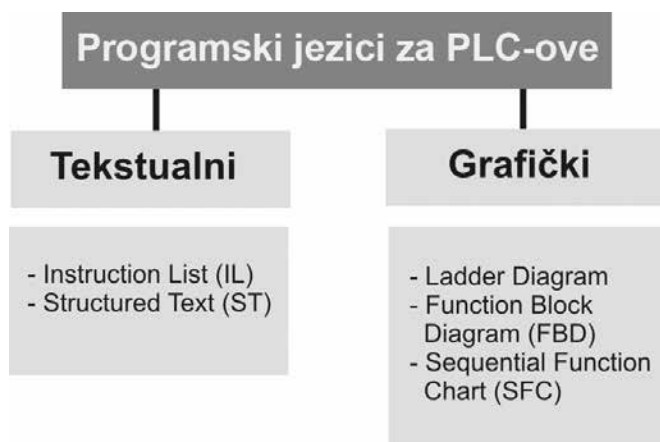 Programski jezici za PLC-ove
Tekstualni
- Instruction List (IL)
- Structured Text (ST)
Grafički
- Ladder Diagram
- Function Block
Diagram (FBD)
- Sequential Function
Chart (SFC)